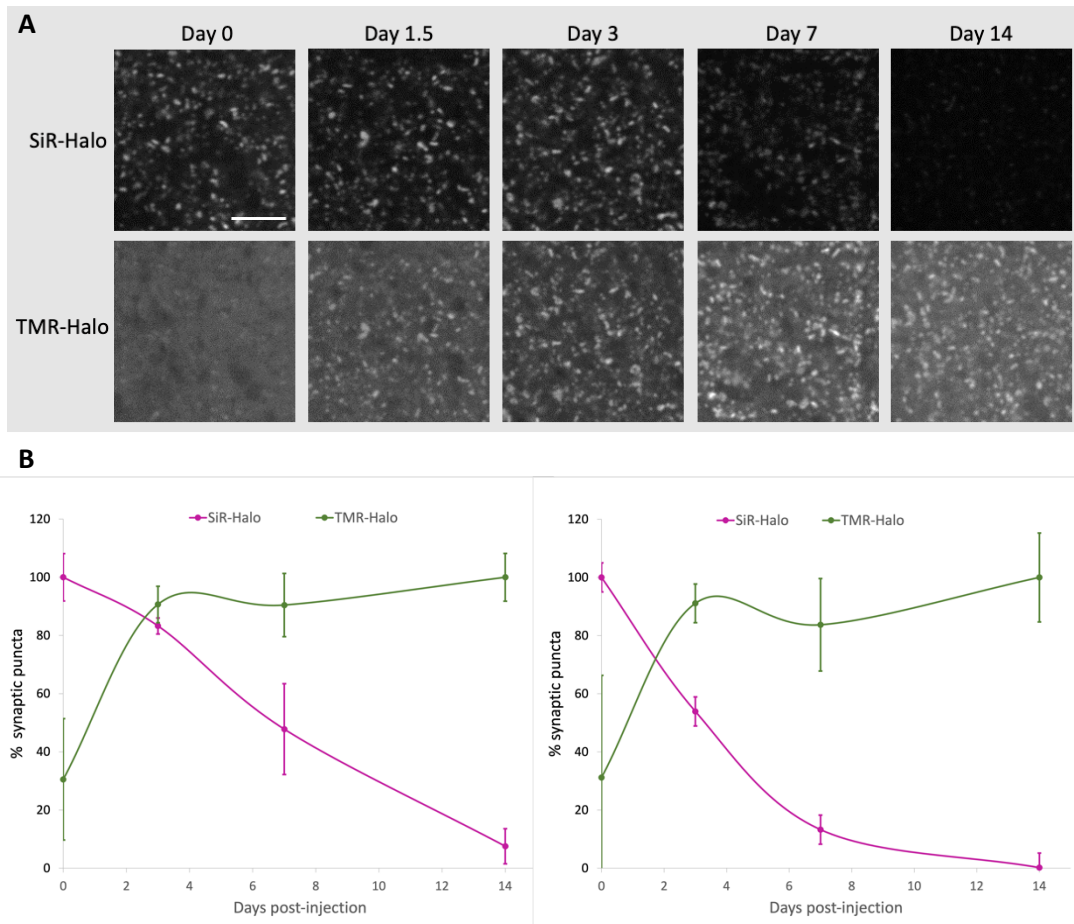 A
Day 0 Day 1.5 Day 3 Day 7 Day 14
SiR-Halo
TMR-Halo
B
SiR-Halo TMR-Halo
120
100
80
60
40
20
0
% synaptic puncta
0 2 4 6 8 10 12 14
Days post-injection
SiR-Halo TMR-Halo
120
100
80
60
40
20
0
% synaptic puncta
0 2 4 6 8 10 12 14
Days post-injection